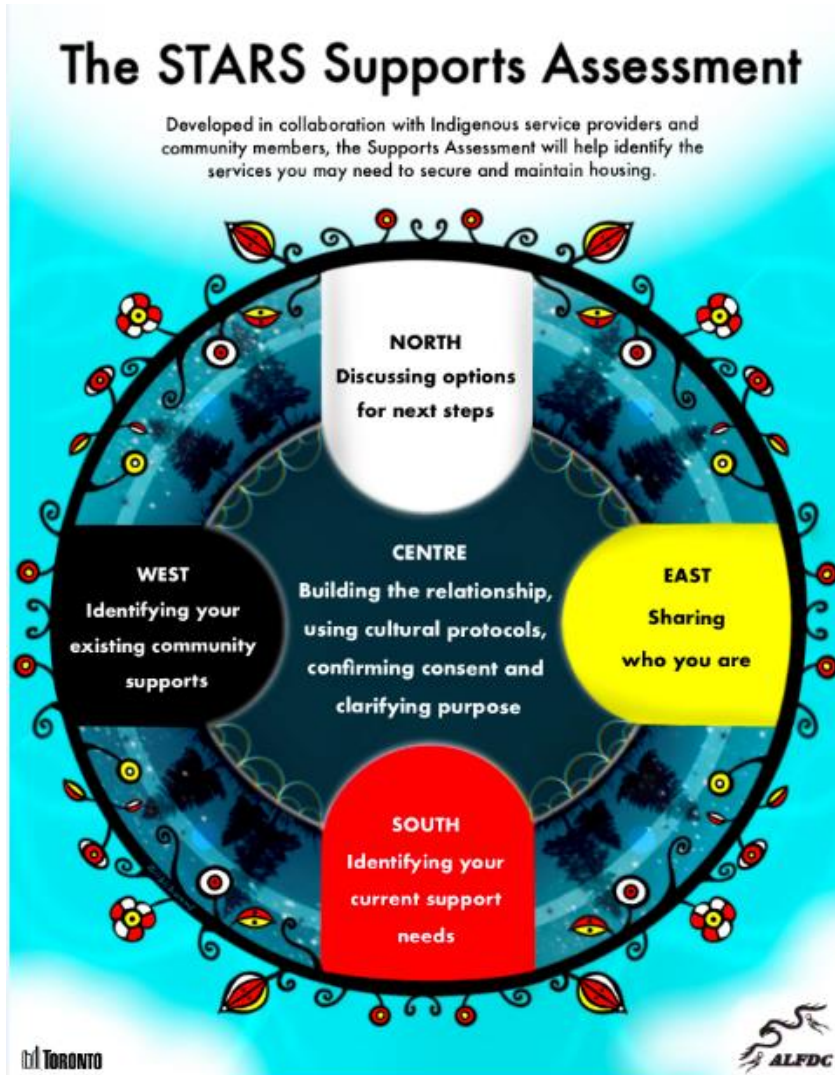 The STARS Supports Assessment
Developed in collaboration with Indigenous service providers and
community members, the Supports Assessment will help identify the
services you may need to secure and maintain housing.
NORTH
Discussing options
for next steps
WEST
Identifying your
existing community
supports
CENTRE
Building the relationship,
using cultural protocols,
confirming consent and
clarifying purpose
EAST
Sharing
who you are
SOUTH
Identifying your
current support
needs
TORONTO
ALFDC